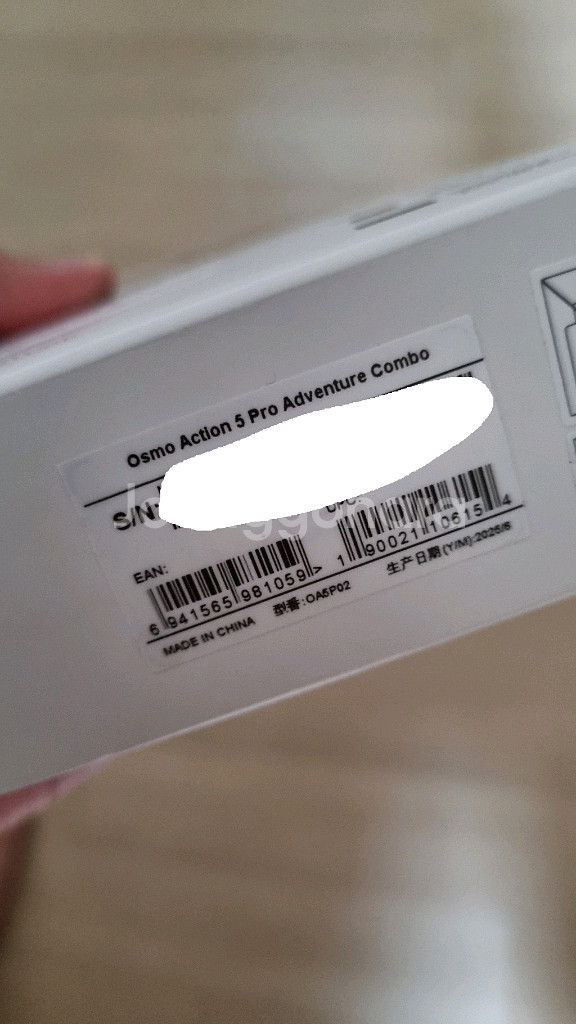 Osmo Action 5 Pro Adventure Combo
S/N:
EAN:
UPC:
6 941565 981059 >
1 90021 10615 4
MADE IN CHINA 型番:OA5P02
生产日期(Y/M):2025/6